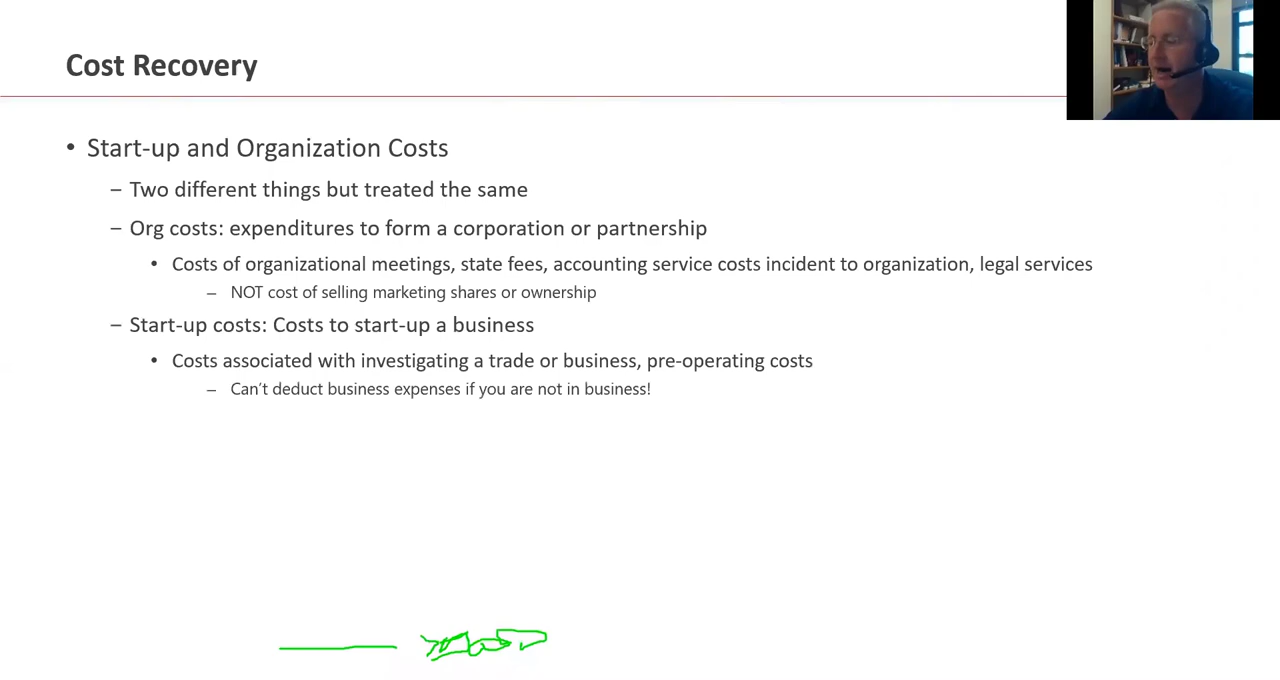 Cost Recovery
• Start-up and Organization Costs
– Two different things but treated the same
– Org costs: expenditures to form a corporation or partnership
• Costs of organizational meetings, state fees, accounting service costs incident to organization, legal services
– NOT cost of selling marketing shares or ownership
– Start-up costs: Costs to start-up a business
• Costs associated with investigating a trade or business, pre-operating costs
– Can’t deduct business expenses if you are not in business!